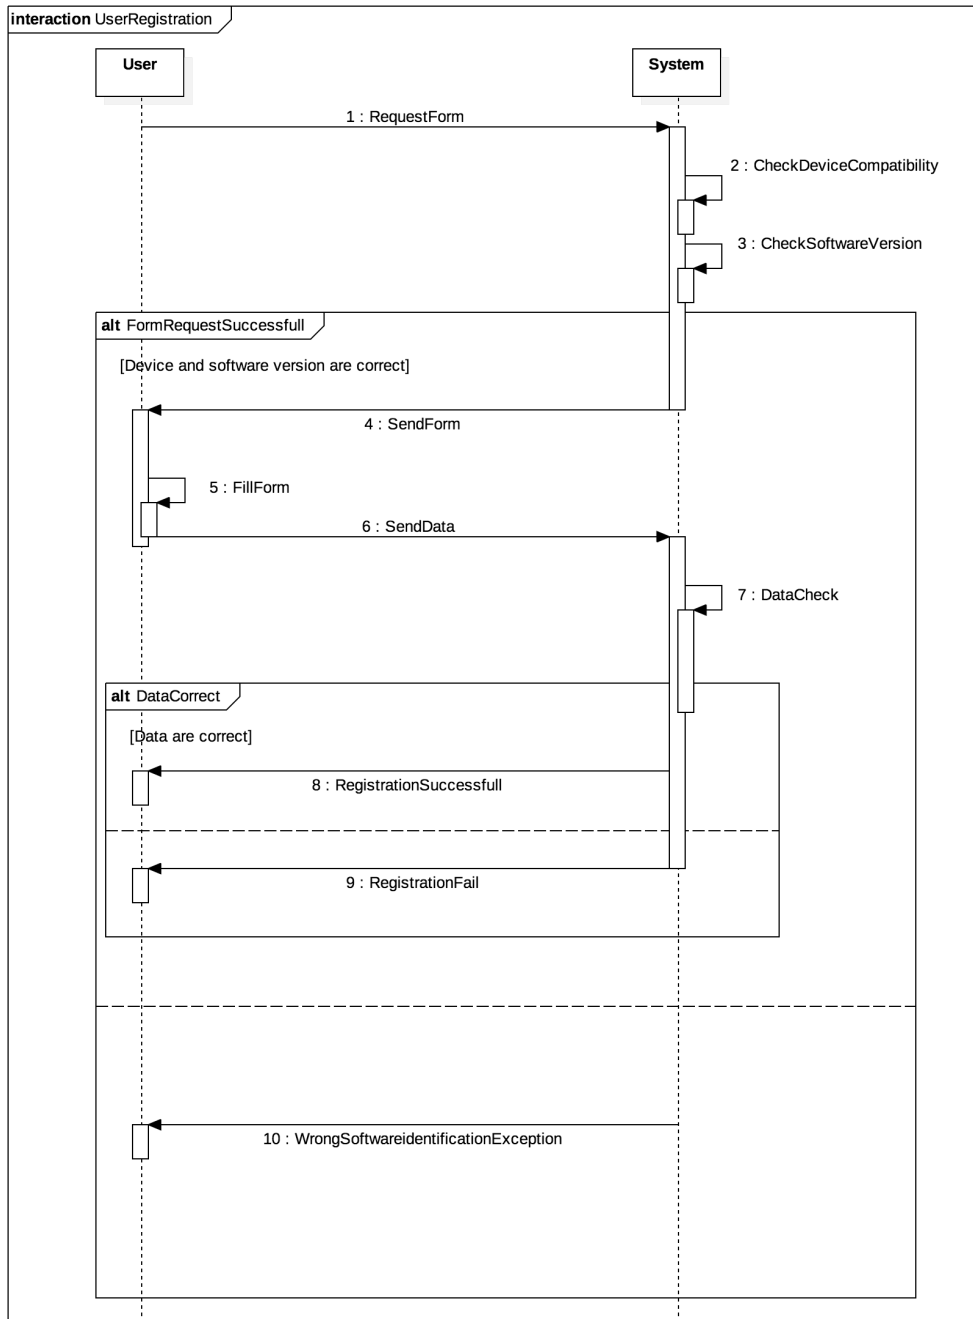 interaction UserRegistration
User
System
1 : RequestForm
2 : CheckDeviceCompatibility
3 : CheckSoftwareVersion
alt FormRequestSuccessfull
[Device and software version are correct]
4 : SendForm
5 : FillForm
6 : SendData
7 : DataCheck
alt DataCorrect
[Data are correct]
8 : RegistrationSuccessfull
9 : RegistrationFail
10 : WrongSoftwareidentificationException